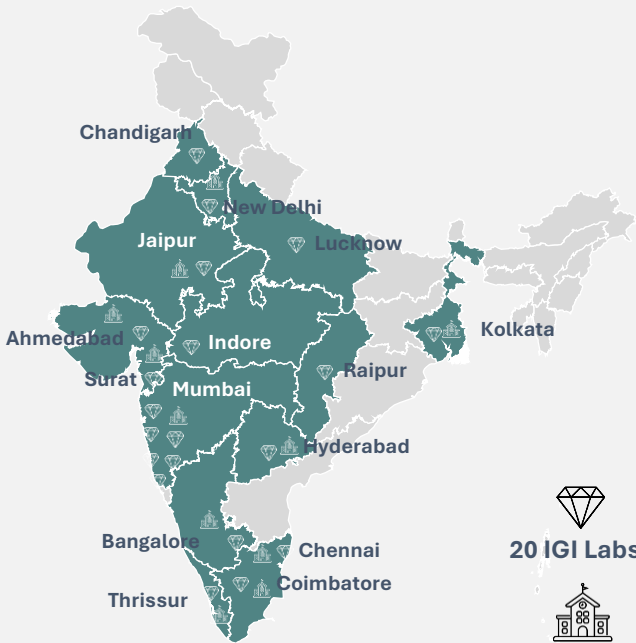 Chandigarh
New Delhi
Jaipur
Lucknow
Ahmedabad
Indore
Kolkata
Surat
Mumbai
Raipur
Hyderabad
Bangalore
Chennai
Coimbatore
Thrissur
20 IGI Labs